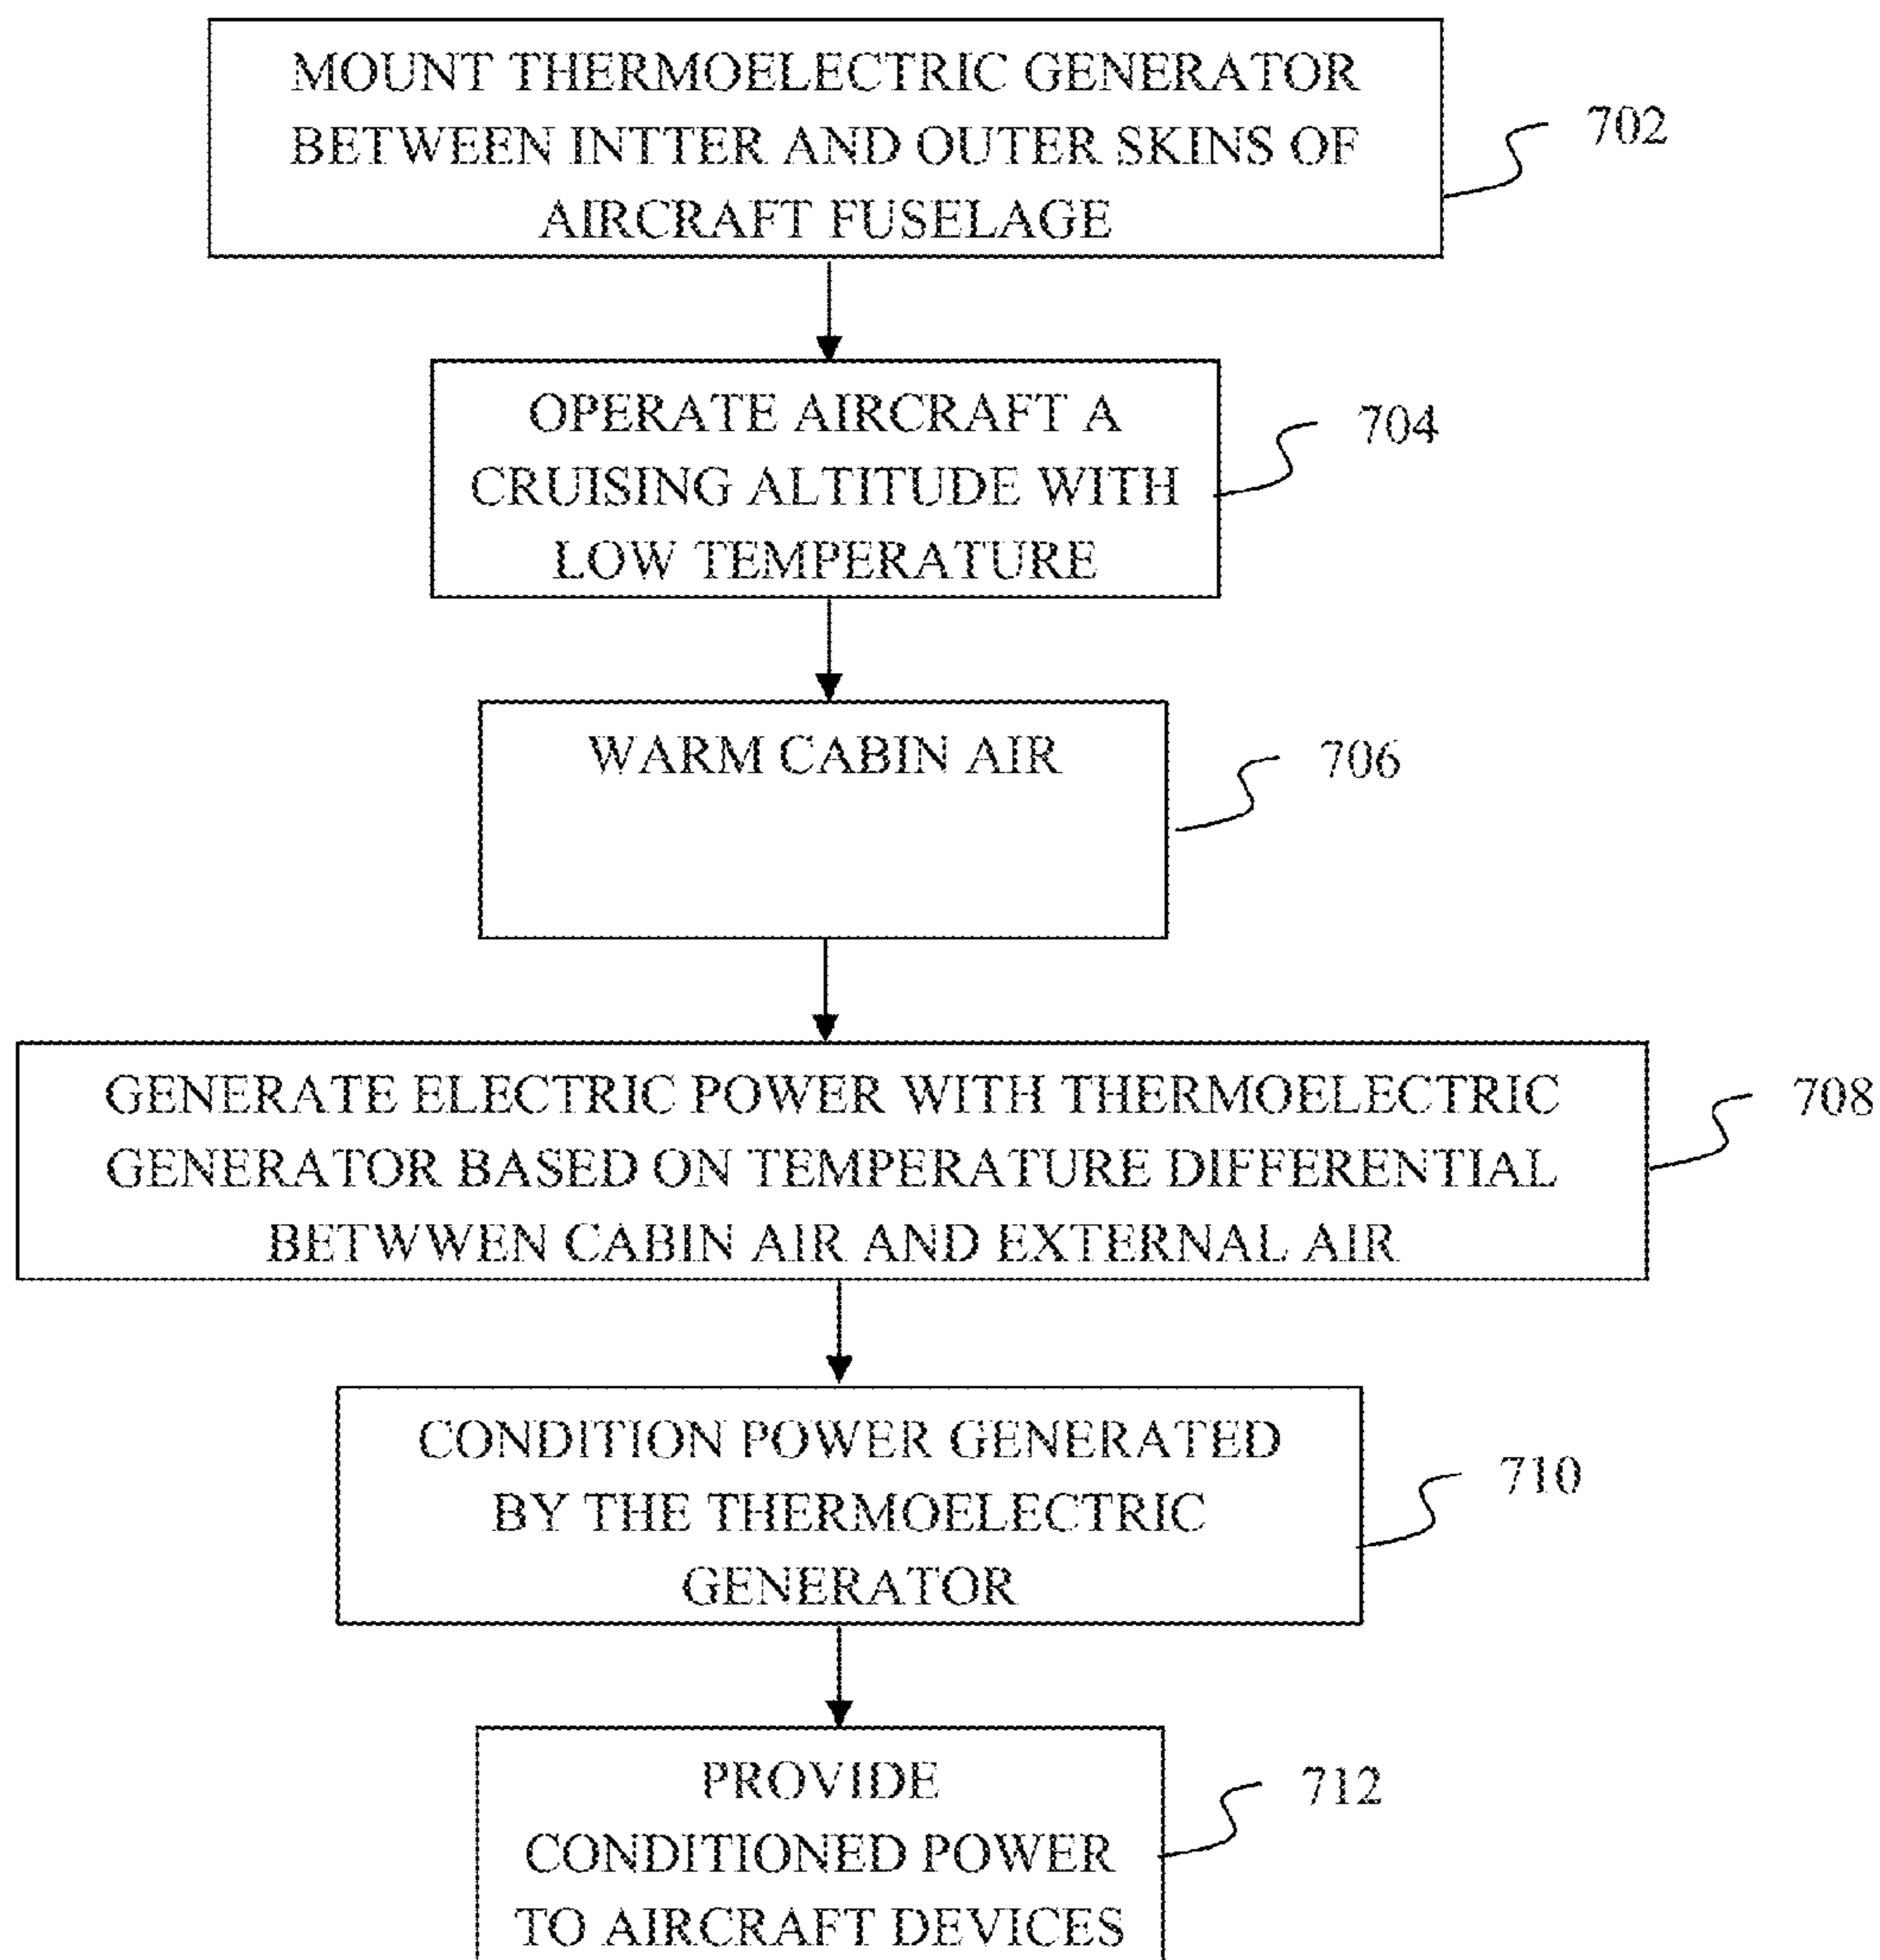 MOUNT THERMOELECTRIC GENERATOR
BETWEEN INTTER AND OUTER SKINS OF
AIRCRAFT FUSELAGE
702
OPERATE AIRCRAFT A
CRUISING ALTITUDE WITH
LOW TEMPERATURE
704
WARM CABIN AIR
706
GENERATE ELECTRIC POWER WITH THERMOELECTRIC
GENERATOR BASED ON TEMPERATURE DIFFERENTIAL
BETWWEN CABIN AIR AND EXTERNAL AIR
708
CONDITION POWER GENERATED
BY THE THERMOELECTRIC
GENERATOR
710
PROVIDE
CONDITIONED POWER
TO AIRCRAFT DEVICES
712